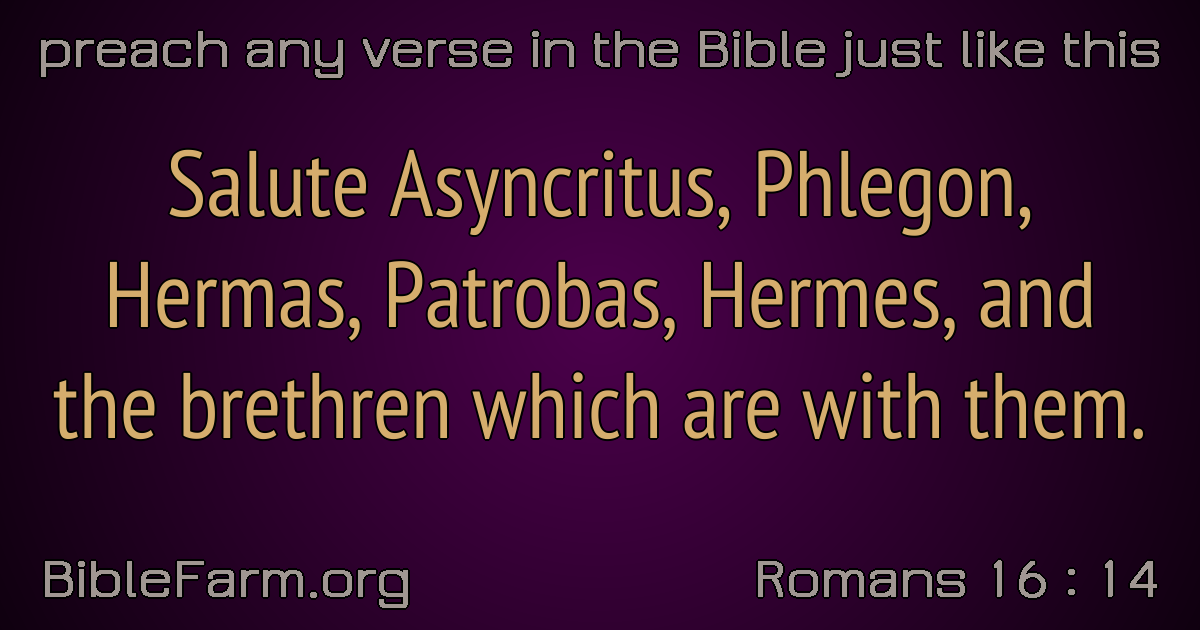 preach any verse in the Bible just like this
Salute Asyncritus, Phlegon,
Hermas, Patrobas, Hermes, and
the brethren which are with them.
BibleFarm.org
Romans 16 : 14